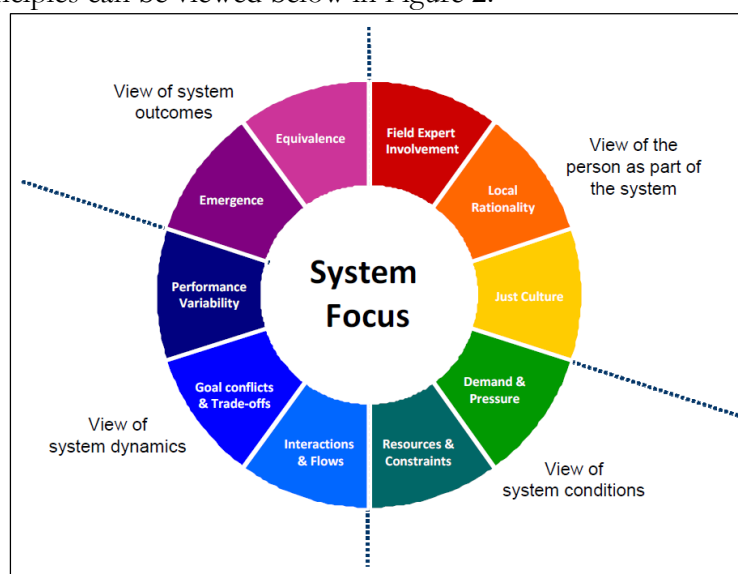 nciples can be viewed below in Figure 2.
View of system
outcomes
Equivalence
Field Expert
Involvement
View of the
person as part of
the system
Emergence
Local
Rationality
Performance
Variability
System
Focus
Just Culture
Goal conflicts
& Trade-offs
Demand &
Pressure
View of
system dynamics
Interactions
& Flows
Resources &
Constraints
View of
system conditions